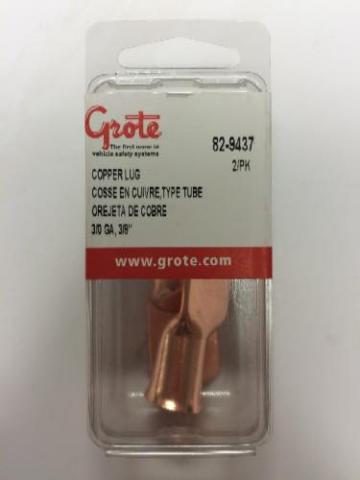 Grote
The first name in
vehicle safety systems
82-9437
2/PK
COPPER LUG
COSSE EN CUIVRE,TYPE TUBE
OREJETA DE COBRE
3/0 GA, 3/8"
www.grote.com